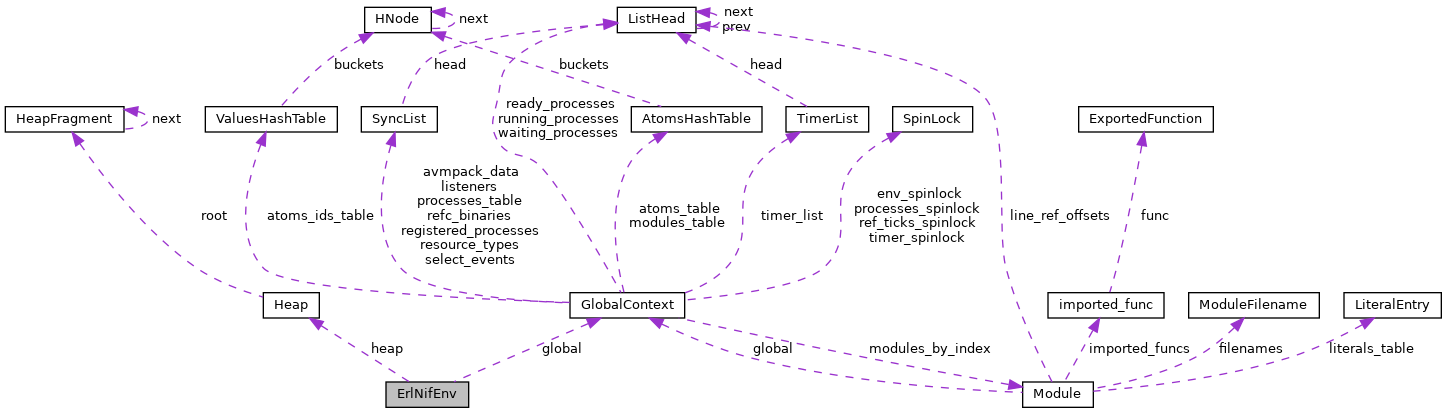 HNode
next
ListHead
next
prev
buckets
head
buckets
head
HeapFragment
next
ValuesHashTable
SyncList
ready_processes
running_processes
waiting_processes
AtomsHashTable
TimerList
SpinLock
ExportedFunction
root
atoms_ids_table
avmpack_data
listeners
processes_table
refc_binaries
registered_processes
resource_types
select_events
atoms_table
modules_table
timer_list
env_spinlock
processes_spinlock
ref_ticks_spinlock
timer_spinlock
line_ref_offsets
func
Heap
GlobalContext
imported_func
ModuleFilename
LiteralEntry
heap
global
global
modules_by_index
imported_funcs
filenames
literals_table
ErlNifEnv
Module